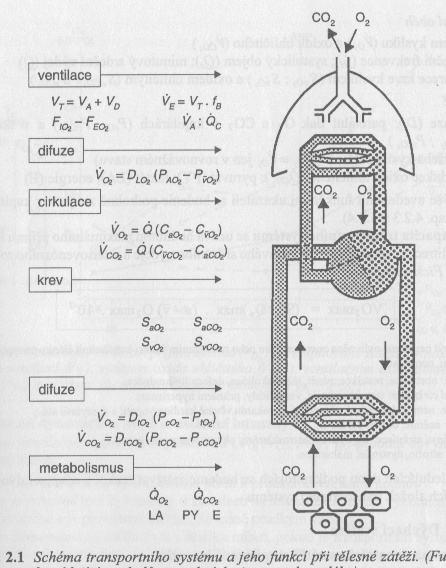 CO₂ O₂
ventilace
V_T = V_A + V_D V̇_E = V_T . f_B
F_IO₂ – F_EO₂ V̇_A : Q̇_C
difuze
V̇_O₂ = D_LO₂ (P_AO₂ – P_v̄O₂)
CO₂ O₂
cirkulace
V̇_O₂ = Q̇ (C_aO₂ – C_v̄O₂)
V̇_CO₂ = Q̇ (C_v̄CO₂ – C_aCO₂)
krev
CO₂ O₂
S_aO₂ S_aCO₂
S_vO₂ S_vCO₂
difuze
V̇_O₂ = D_tO₂ (P_cO₂ – P_tO₂)
V̇_CO₂ = D_tCO₂ (P_tCO₂ – P_cCO₂)
metabolismus
CO₂ O₂
Q̇_O₂ Q̇_CO₂
LA PY E
2.1 Schéma transportního systému a jeho funkcí při tělesné zátěži. (Fu